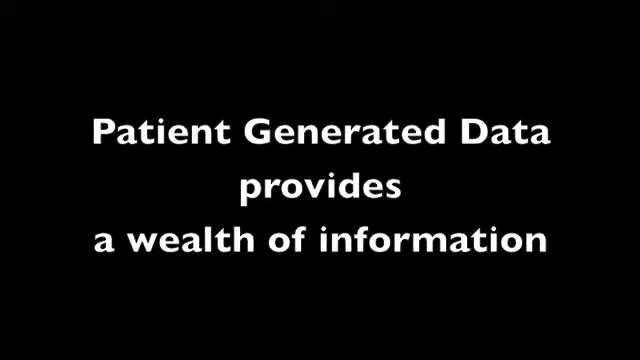 Patient Generated Data
provides
a wealth of information